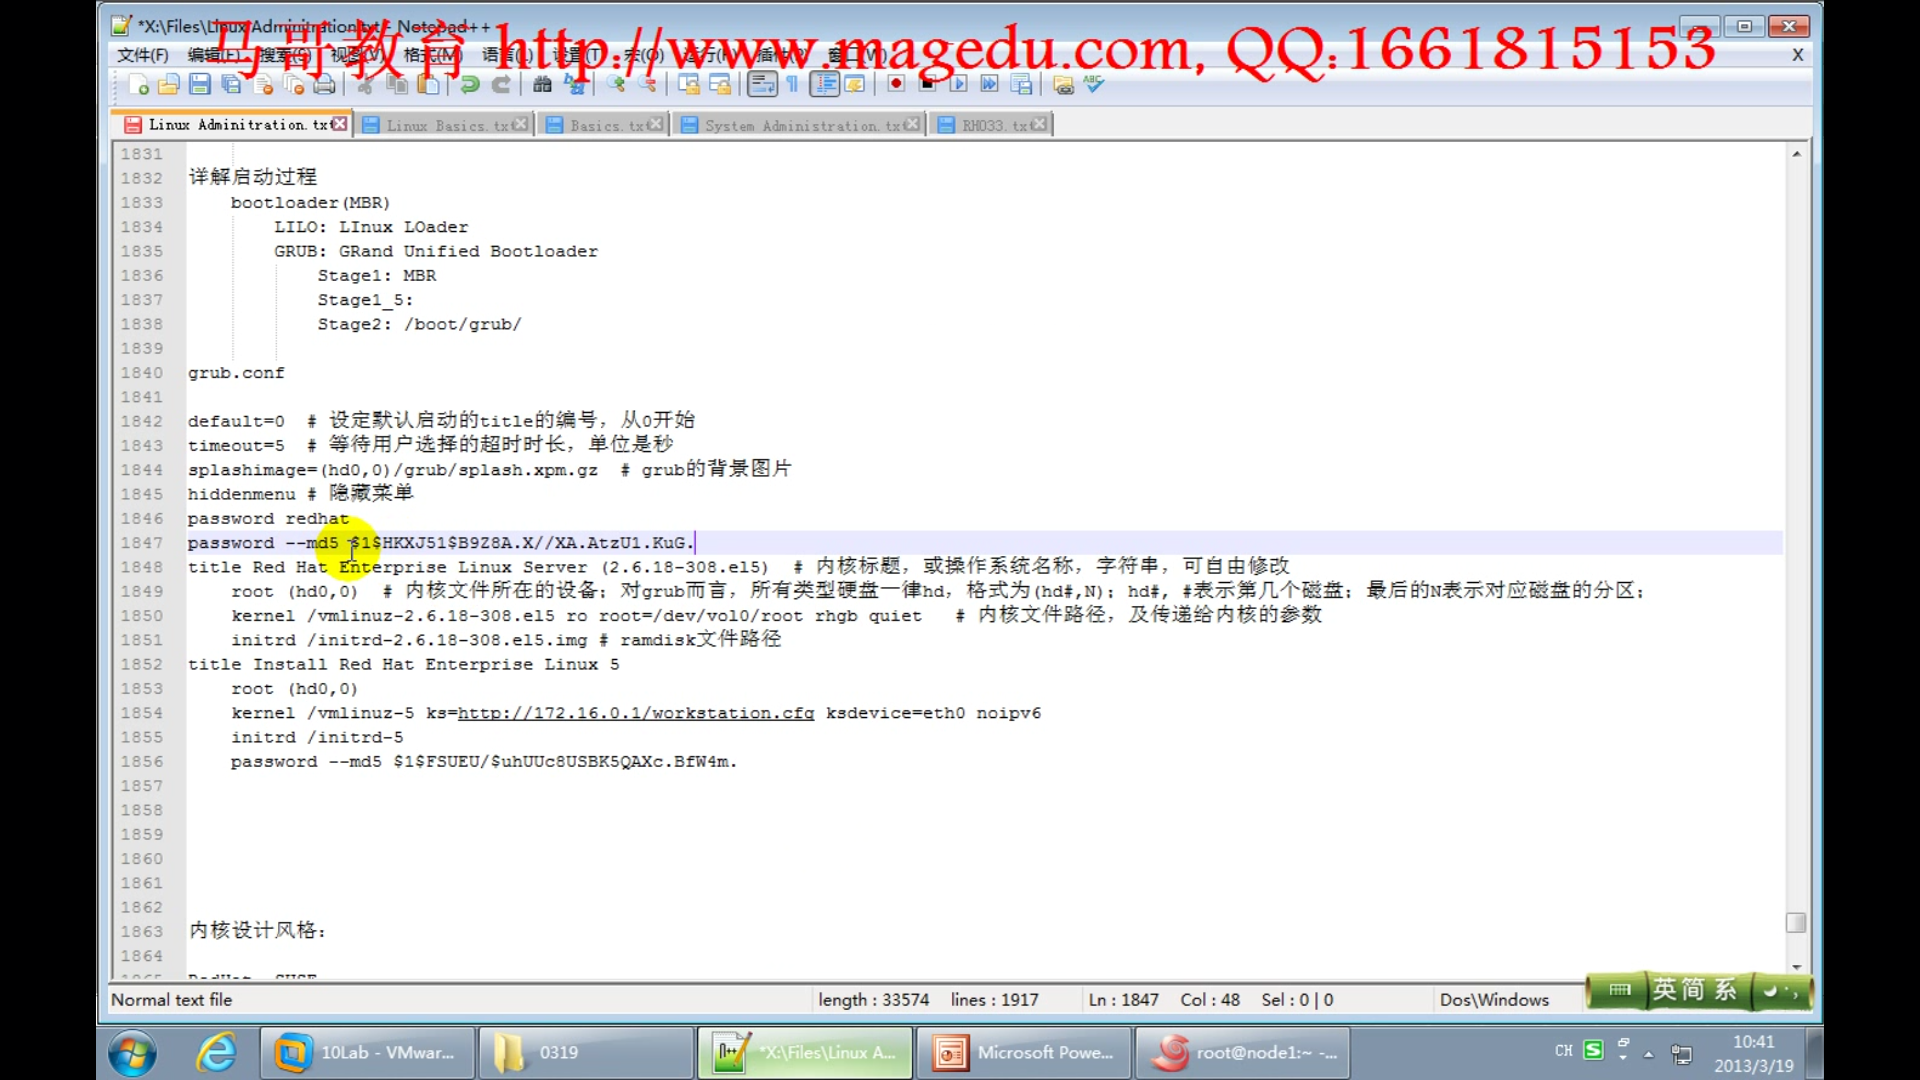 *X:\Files\Linux Adminitration.txt - Notepad++
马哥教育 http://www.magedu.com, QQ:1661815153
文件(F) 编辑(E) 搜索(S) 视图(V) 格式(M) 语言(L) 设置(T) 宏(O) 运行(R) 插件(P) 窗口(W) X
Linux Adminitration.txt Linux Basics.txt Basics.txt System Administration.txt RH033.txt
1831
1832 详解启动过程
1833 bootloader(MBR)
1834 LILO: LInux LOader
1835 GRUB: GRand Unified Bootloader
1836 Stage1: MBR
1837 Stage1_5:
1838 Stage2: /boot/grub/
1839
1840 grub.conf
1841
1842 default=0 # 设定默认启动的title的编号，从0开始
1843 timeout=5 # 等待用户选择的超时时长，单位是秒
1844 splashimage=(hd0,0)/grub/splash.xpm.gz # grub的背景图片
1845 hiddenmenu # 隐藏菜单
1846 password redhat
1847 password --md5 $1$HKXJ51$B9Z8A.X//XA.AtzU1.KuG.
1848 title Red Hat Enterprise Linux Server (2.6.18-308.el5) # 内核标题，或操作系统名称，字符串，可自由修改
1849 root (hd0,0) # 内核文件所在的设备；对grub而言，所有类型硬盘一律hd，格式为(hd#,N)；hd#, #表示第几个磁盘；最后的N表示对应磁盘的分区；
1850 kernel /vmlinuz-2.6.18-308.el5 ro root=/dev/vol0/root rhgb quiet # 内核文件路径，及传递给内核的参数
1851 initrd /initrd-2.6.18-308.el5.img # ramdisk文件路径
1852 title Install Red Hat Enterprise Linux 5
1853 root (hd0,0)
1854 kernel /vmlinuz-5 ks=http://172.16.0.1/workstation.cfg ksdevice=eth0 noipv6
1855 initrd /initrd-5
1856 password --md5 $1$FSUEU/$uhUUc8USBK5QAXc.BfW4m.
1857
1858
1859
1860
1861
1862
1863 内核设计风格：
1864
Normal text file length : 33574 lines : 1917 Ln : 1847 Col : 48 Sel : 0 | 0 Dos\Windows
英简系
10Lab - VMwar... 0319 *X:\Files\Linux A... Microsoft Powe... root@node1:~ -... CH 10:41
2013/3/19